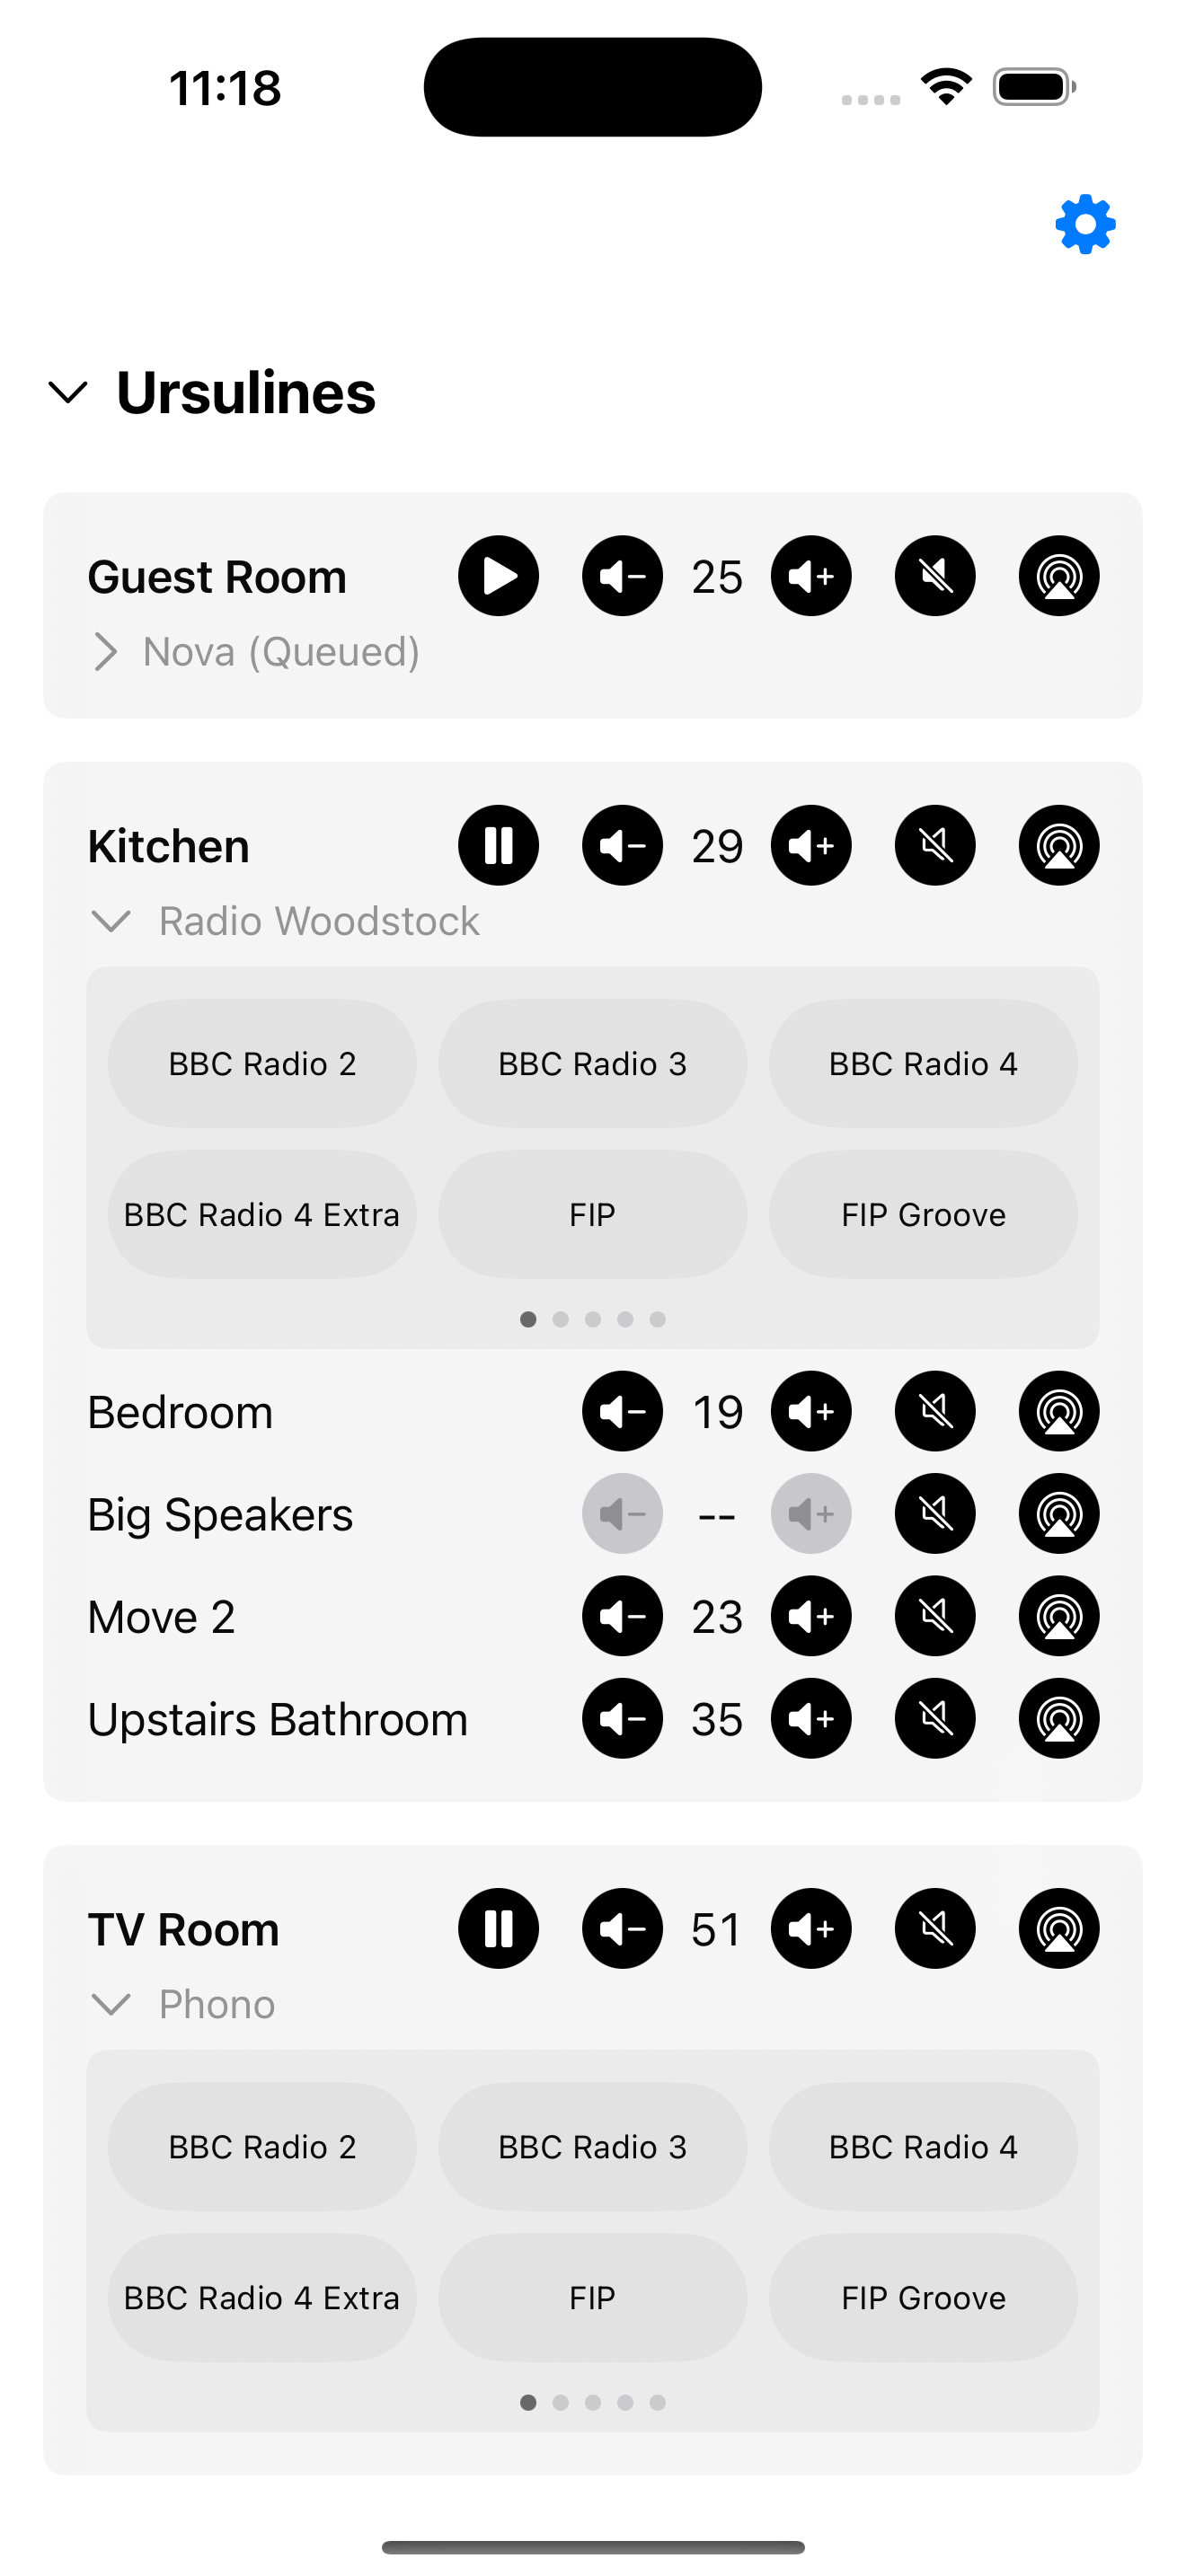 11:18
Ursulines
Guest Room 25
Nova (Queued)
Kitchen 29
Radio Woodstock
BBC Radio 2 BBC Radio 3 BBC Radio 4
BBC Radio 4 Extra FIP FIP Groove
Bedroom 19
Big Speakers --
Move 2 23
Upstairs Bathroom 35
TV Room 51
Phono
BBC Radio 2 BBC Radio 3 BBC Radio 4
BBC Radio 4 Extra FIP FIP Groove